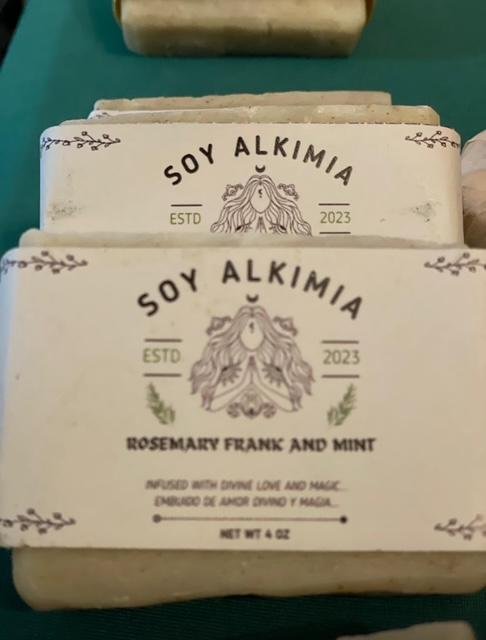 SOY ALKIMIA
ESTD 2023
SOY ALKIMIA
ESTD 2023
ROSEMARY FRANK AND MINT
INFUSED WITH DIVINE LOVE AND MAGIC...
EMBUIDO DE AMOR DIVINO Y MAGIA...
NET WT 4 OZ